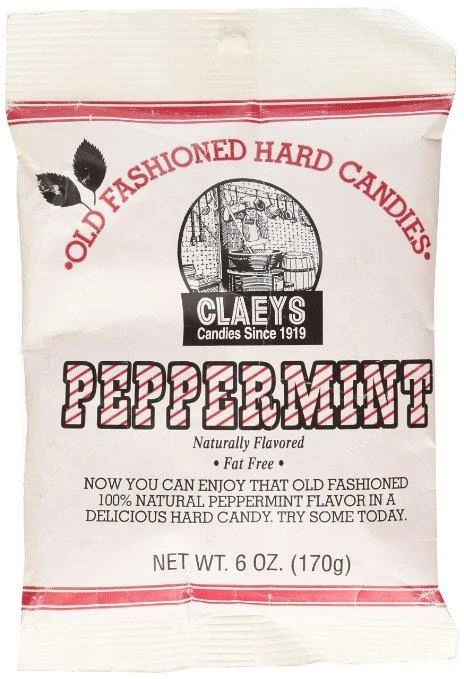 •OLD FASHIONED HARD CANDIES•
CLAEYS
Candies Since 1919
PEPPERMINT
Naturally Flavored
• Fat Free •
NOW YOU CAN ENJOY THAT OLD FASHIONED
100% NATURAL PEPPERMINT FLAVOR IN A
DELICIOUS HARD CANDY. TRY SOME TODAY.
NET WT. 6 OZ. (170g)